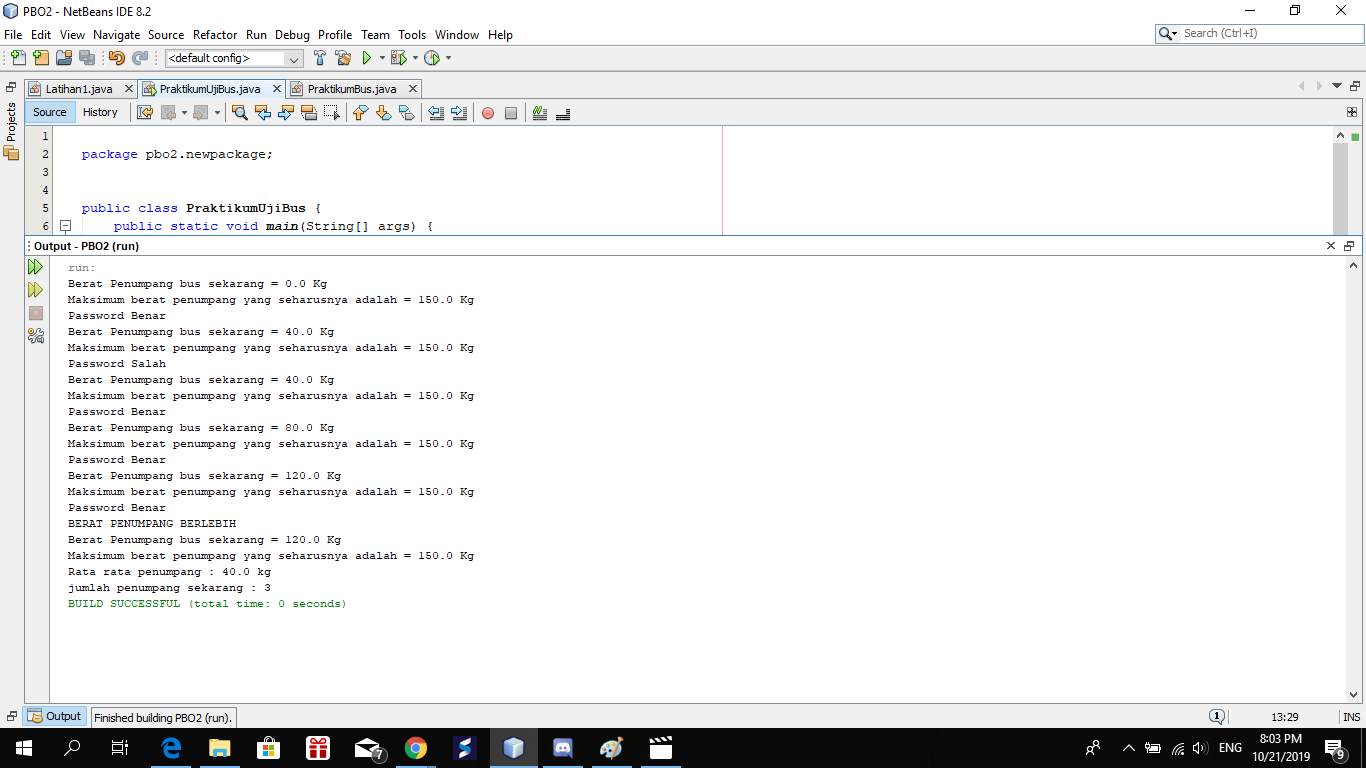 PBO2 - NetBeans IDE 8.2
File Edit View Navigate Source Refactor Run Debug Profile Team Tools Window Help
Search (Ctrl+I)
<default config>
Latihan1.java PraktikumUjiBus.java PraktikumBus.java
Projects
Source History
1
2 package pbo2.newpackage;
3
4
5 public class PraktikumUjiBus {
6 public static void main(String[] args) {
Output - PBO2 (run)
run:
Berat Penumpang bus sekarang = 0.0 Kg
Maksimum berat penumpang yang seharusnya adalah = 150.0 Kg
Password Benar
Berat Penumpang bus sekarang = 40.0 Kg
Maksimum berat penumpang yang seharusnya adalah = 150.0 Kg
Password Salah
Berat Penumpang bus sekarang = 40.0 Kg
Maksimum berat penumpang yang seharusnya adalah = 150.0 Kg
Password Benar
Berat Penumpang bus sekarang = 80.0 Kg
Maksimum berat penumpang yang seharusnya adalah = 150.0 Kg
Password Benar
Berat Penumpang bus sekarang = 120.0 Kg
Maksimum berat penumpang yang seharusnya adalah = 150.0 Kg
Password Benar
BERAT PENUMPANG BERLEBIH
Berat Penumpang bus sekarang = 120.0 Kg
Maksimum berat penumpang yang seharusnya adalah = 150.0 Kg
Rata rata penumpang : 40.0 kg
jumlah penumpang sekarang : 3
BUILD SUCCESSFUL (total time: 0 seconds)
Output Finished building PBO2 (run). 1 13:29 INS
7 ENG 8:03 PM
10/21/2019 9